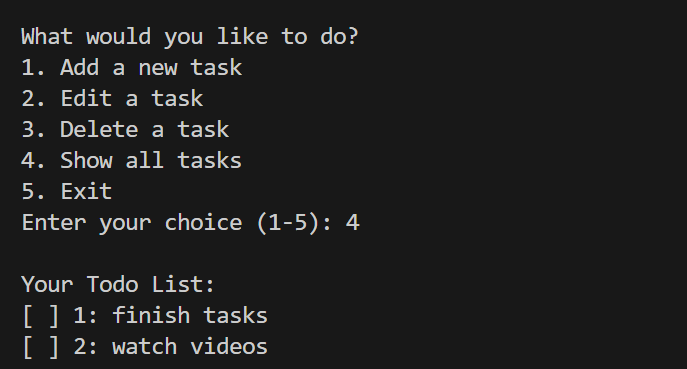 What would you like to do?
1. Add a new task
2. Edit a task
3. Delete a task
4. Show all tasks
5. Exit
Enter your choice (1-5): 4
Your Todo List:
[ ] 1: finish tasks
[ ] 2: watch videos